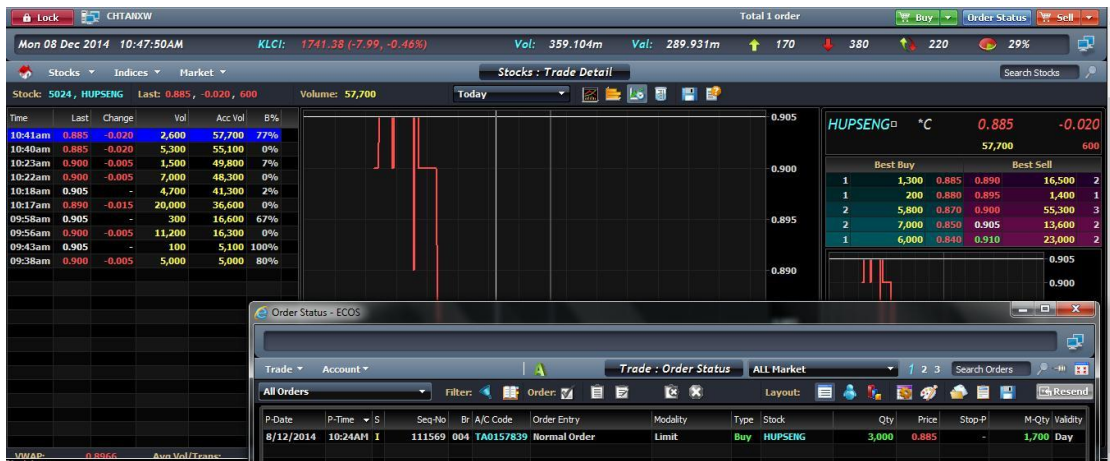 Lock CHTANXW Total 1 order Buy Order Status Sell
Mon 08 Dec 2014 10:47:50AM KLCI: 1741.38 (-7.99, -0.46%) Vol: 359.104m Val: 289.931m 170 380 220 29%
Stocks Indices Market Stocks : Trade Detail Search Stocks
Stock: 5024 , HUPSENG Last: 0.885 , -0.020 , 600 Volume: 57,700 Today
Time Last Change Vol Acc Vol B%
10:41am 0.885 -0.020 2,600 57,700 77%
10:40am 0.885 -0.020 5,300 55,100 0%
10:23am 0.900 -0.005 1,500 49,800 7%
10:22am 0.900 -0.005 7,000 48,300 0%
10:18am 0.905 - 4,700 41,300 2%
10:17am 0.890 -0.015 20,000 36,600 0%
09:58am 0.905 - 300 16,600 67%
09:56am 0.900 -0.005 11,200 16,300 0%
09:43am 0.905 - 100 5,100 100%
09:38am 0.900 -0.005 5,000 5,000 80%
0.905
0.900
0.895
0.890
HUPSENG *C 0.885 -0.020
57,700 600
Best Buy Best Sell
1 1,300 0.885 0.890 16,500 2
1 200 0.880 0.895 1,400 1
2 5,800 0.870 0.900 55,300 3
2 7,000 0.850 0.905 13,600 2
1 6,000 0.840 0.910 23,000 2
0.905
0.900
Order Status - ECOS
Trade Account A Trade : Order Status ALL Market 1 2 3 Search Orders
All Orders Filter: Order: Layout: Resend
P-Date P-Time S Seq-No Br A/C Code Order Entry Modality Type Stock Qty Price Stop-P M-Qty Validity
8/12/2014 10:24AM I 111569 004 TA0157839 Normal Order Limit Buy HUPSENG 3,000 0.885 - 1,700 Day
VWAP: 0.8966 Avg Vol/Trans: